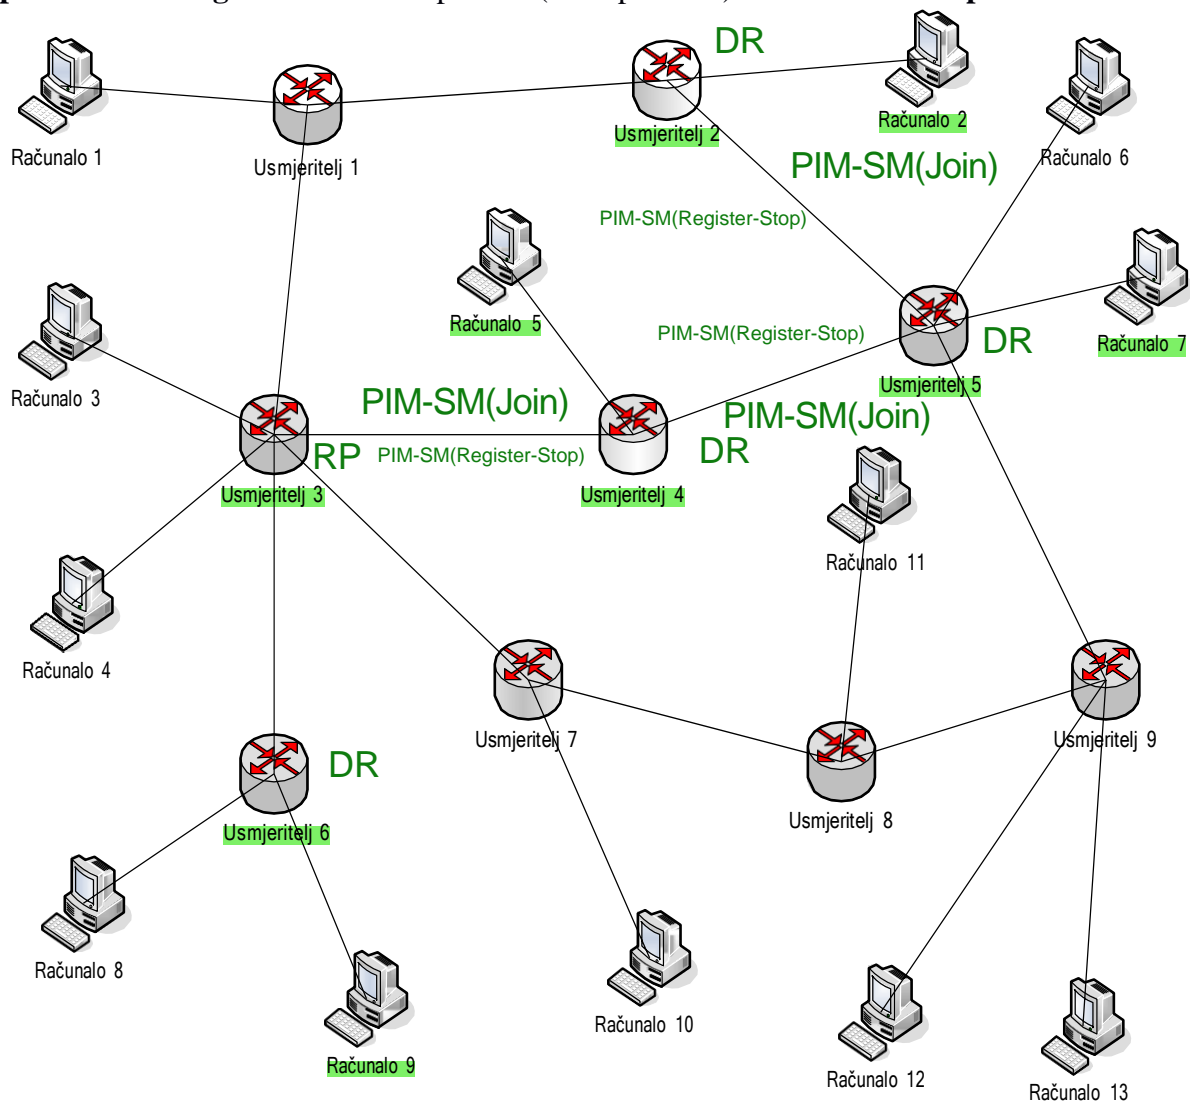 DR
Računalo 1
Usmjeritelj 1
Usmjeritelj 2
Računalo 2
Računalo 6
PIM-SM(Join)
PIM-SM(Register-Stop)
Računalo 5
PIM-SM(Register-Stop)
DR
Računalo 7
Računalo 3
Usmjeritelj 5
PIM-SM(Join)
PIM-SM(Join)
RP
PIM-SM(Register-Stop)
DR
Usmjeritelj 3
Usmjeritelj 4
Računalo 11
Računalo 4
Usmjeritelj 7
Usmjeritelj 9
DR
Usmjeritelj 6
Usmjeritelj 8
Računalo 8
Računalo 9
Računalo 10
Računalo 12
Računalo 13